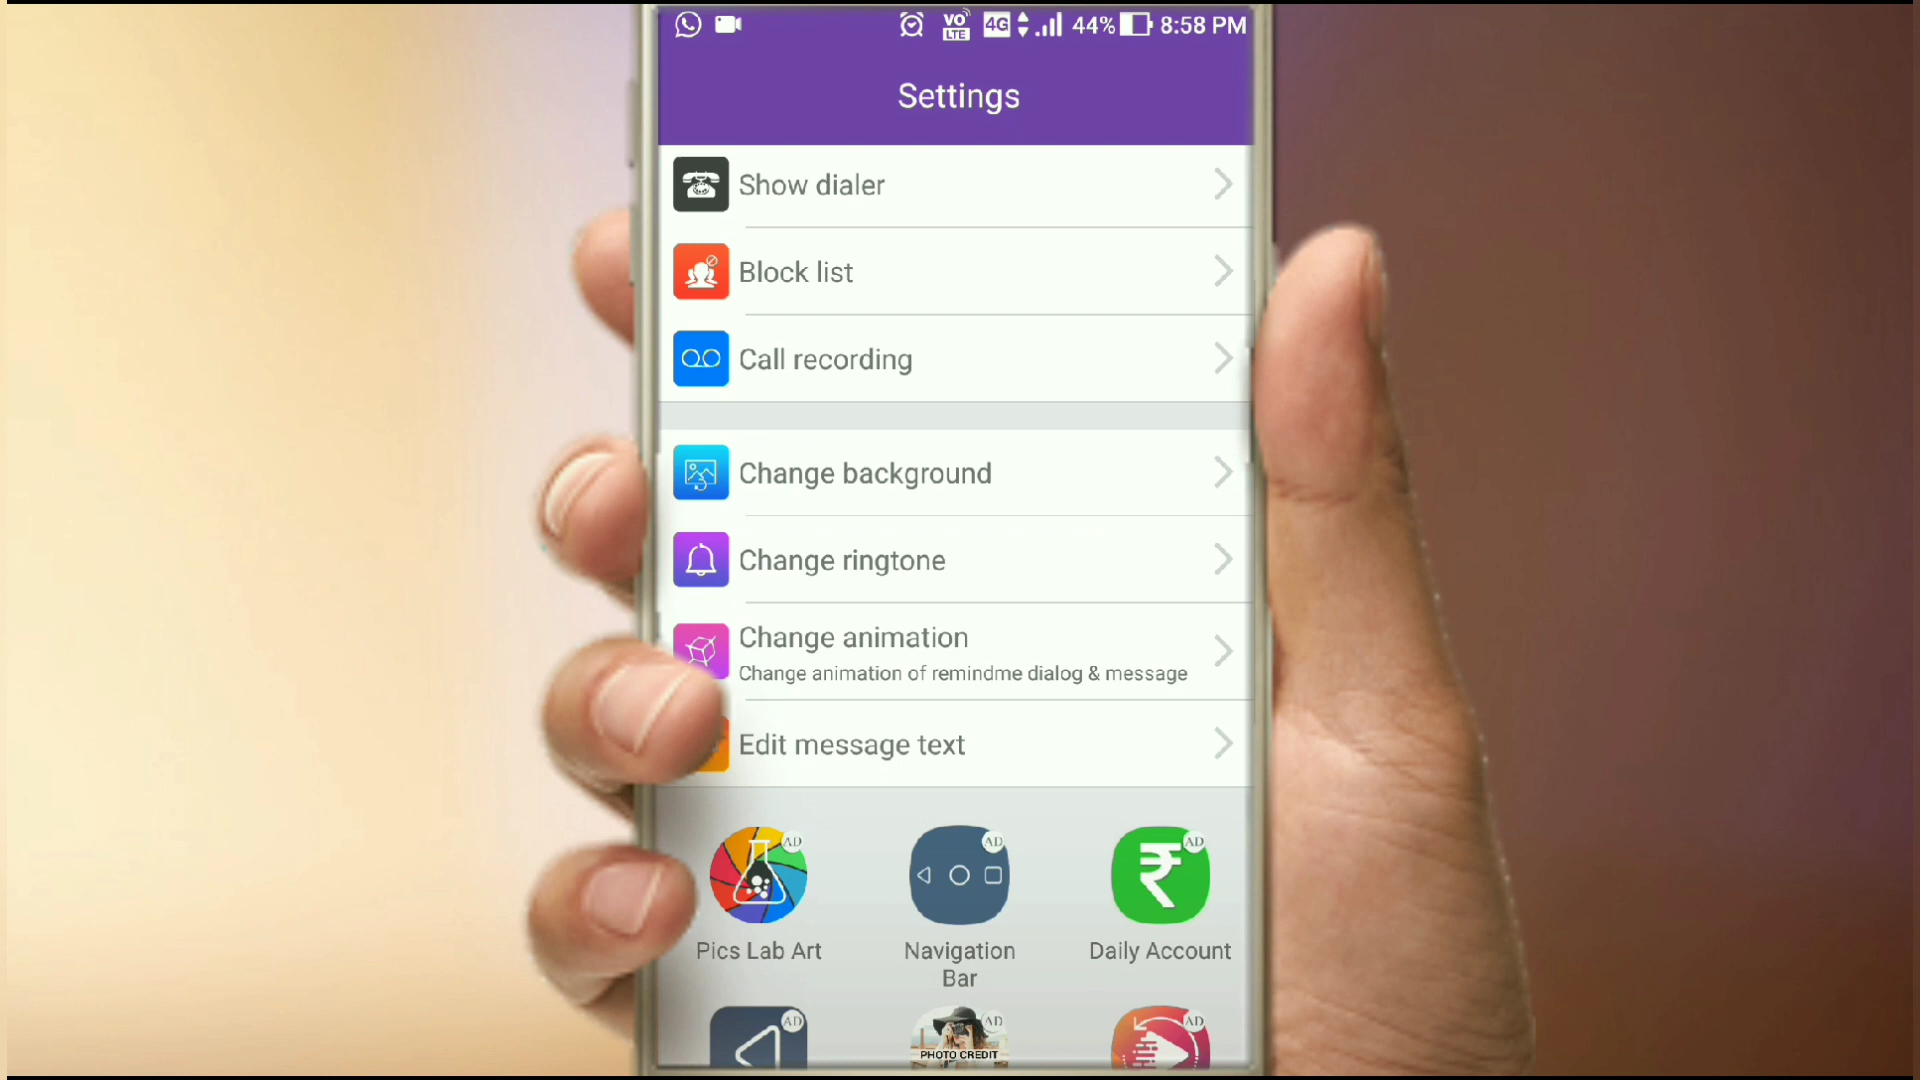 VO LTE 4G 44% 8:58 PM
Settings
Show dialer
Block list
Call recording
Change background
Change ringtone
Change animation
Change animation of remindme dialog & message
Edit message text
AD AD AD
Pics Lab Art Navigation Bar Daily Account
AD AD AD
PHOTO CREDIT